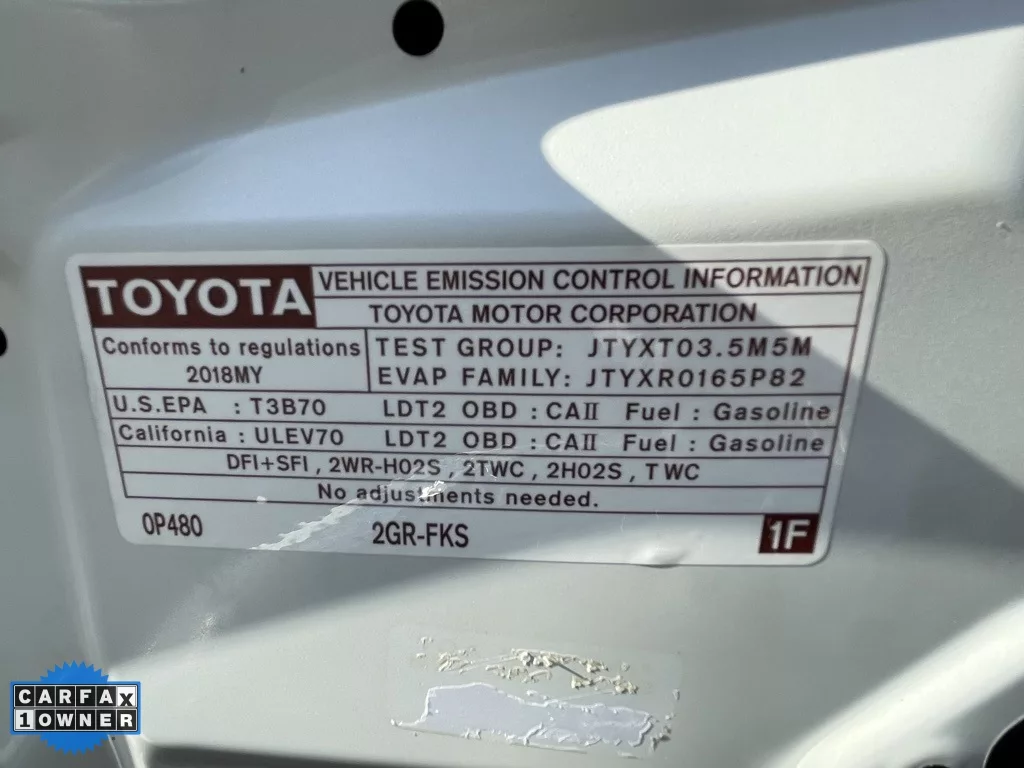 TOYOTA VEHICLE EMISSION CONTROL INFORMATION
TOYOTA MOTOR CORPORATION
Conforms to regulations
2018MY
TEST GROUP: JTYXT03.5M5M
EVAP FAMILY: JTYXR0165P82
U.S.EPA : T3B70 LDT2 OBD : CAII Fuel : Gasoline
California : ULEV70 LDT2 OBD : CAII Fuel : Gasoline
DFI+SFI , 2WR-HO2S , 2TWC , 2HO2S , TWC
No adjustments needed.
0P480 2GR-FKS 1F
CARFAX
1 OWNER